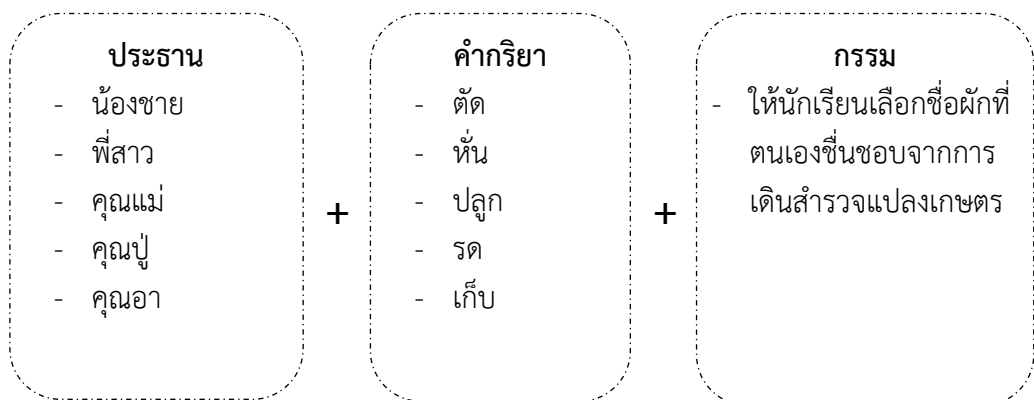 ประธาน
- น้องชาย
- พี่สาว
- คุณแม่
- คุณปู่
- คุณอา
+
คำกริยา
- ตัด
- หั่น
- ปลูก
- รด
- เก็บ
+
กรรม
- ให้นักเรียนเลือกชื่อผักที่
ตนเองชื่นชอบจากการ
เดินสำรวจแปลงเกษตร